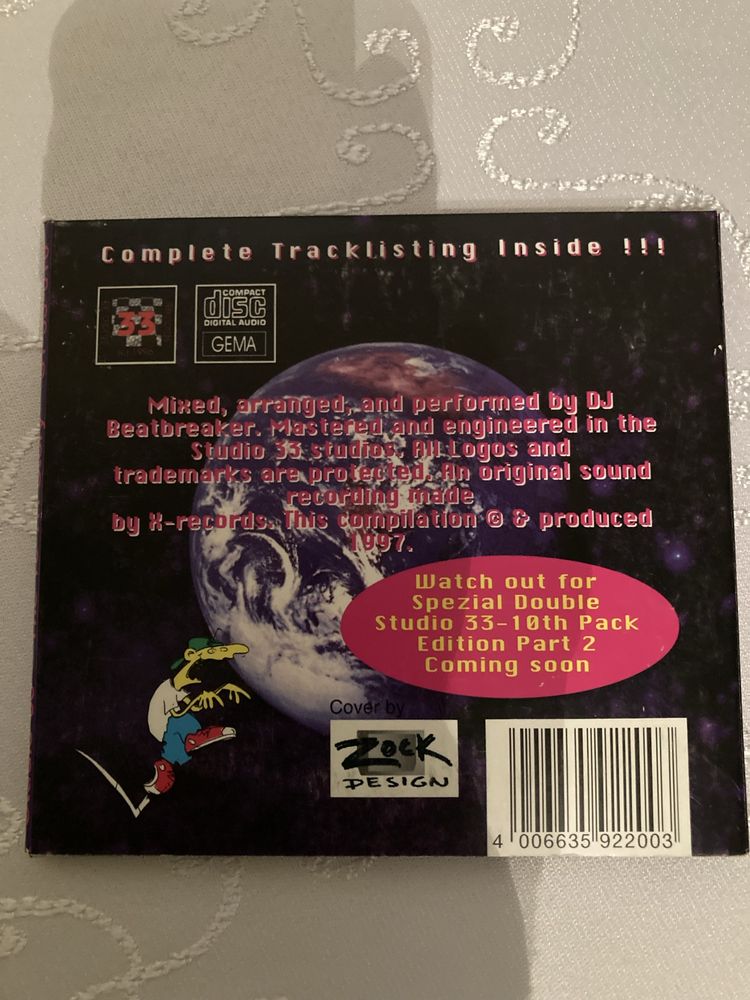 Complete Tracklisting Inside !!!
33
COMPACT
disc
DIGITAL AUDIO
GEMA
Mixed, arranged, and performed by DJ
Beatbreaker. Mastered and engineered in the
Studio 33 studios. All Logos and
trademarks are protected. An original sound
recording made
by X-records. This compilation © & produced
1997.
Watch out for
Spezial Double
Studio 33-10th Pack
Edition Part 2
Coming soon
Cover by
ZOCK
DESIGN
4 006635 922003